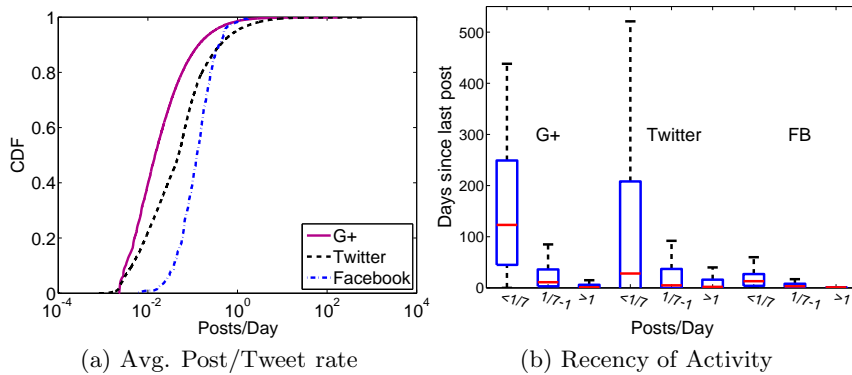 1
0.8
0.6
0.4
0.2
0
CDF
G+
Twitter
Facebook
10^-4
10^-2
10^0
10^2
10^4
Posts/Day
(a) Avg. Post/Tweet rate
500
400
300
200
100
0
Days since last post
G+
Twitter
FB
<1/7
1/7-1
>1
<1/7
1/7-1
>1
<1/7
1/7-1
>1
Posts/Day
(b) Recency of Activity